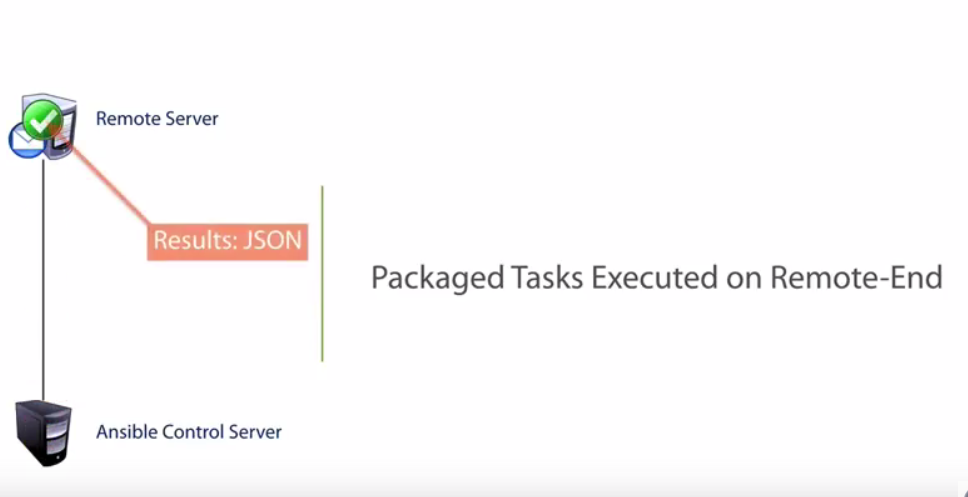 Remote Server
Results: JSON
Packaged Tasks Executed on Remote-End
Ansible Control Server